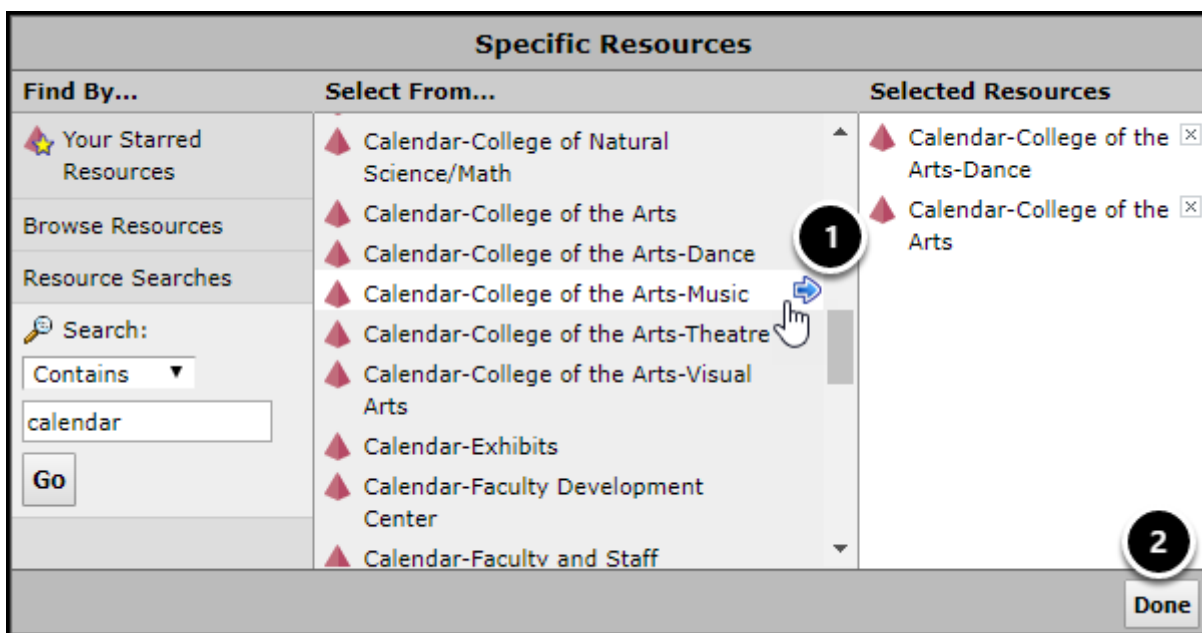 Specific Resources
Find By...
Your Starred
Resources
Browse Resources
Resource Searches
Search:
Contains
calendar
Go
Select From...
Calendar-College of Natural
Science/Math
Calendar-College of the Arts
Calendar-College of the Arts-Dance
Calendar-College of the Arts-Music
Calendar-College of the Arts-Theatre
Calendar-College of the Arts-Visual
Arts
Calendar-Exhibits
Calendar-Faculty Development
Center
Calendar-Faculty and Staff
1
Selected Resources
Calendar-College of the
Arts-Dance
Calendar-College of the
Arts
2
Done